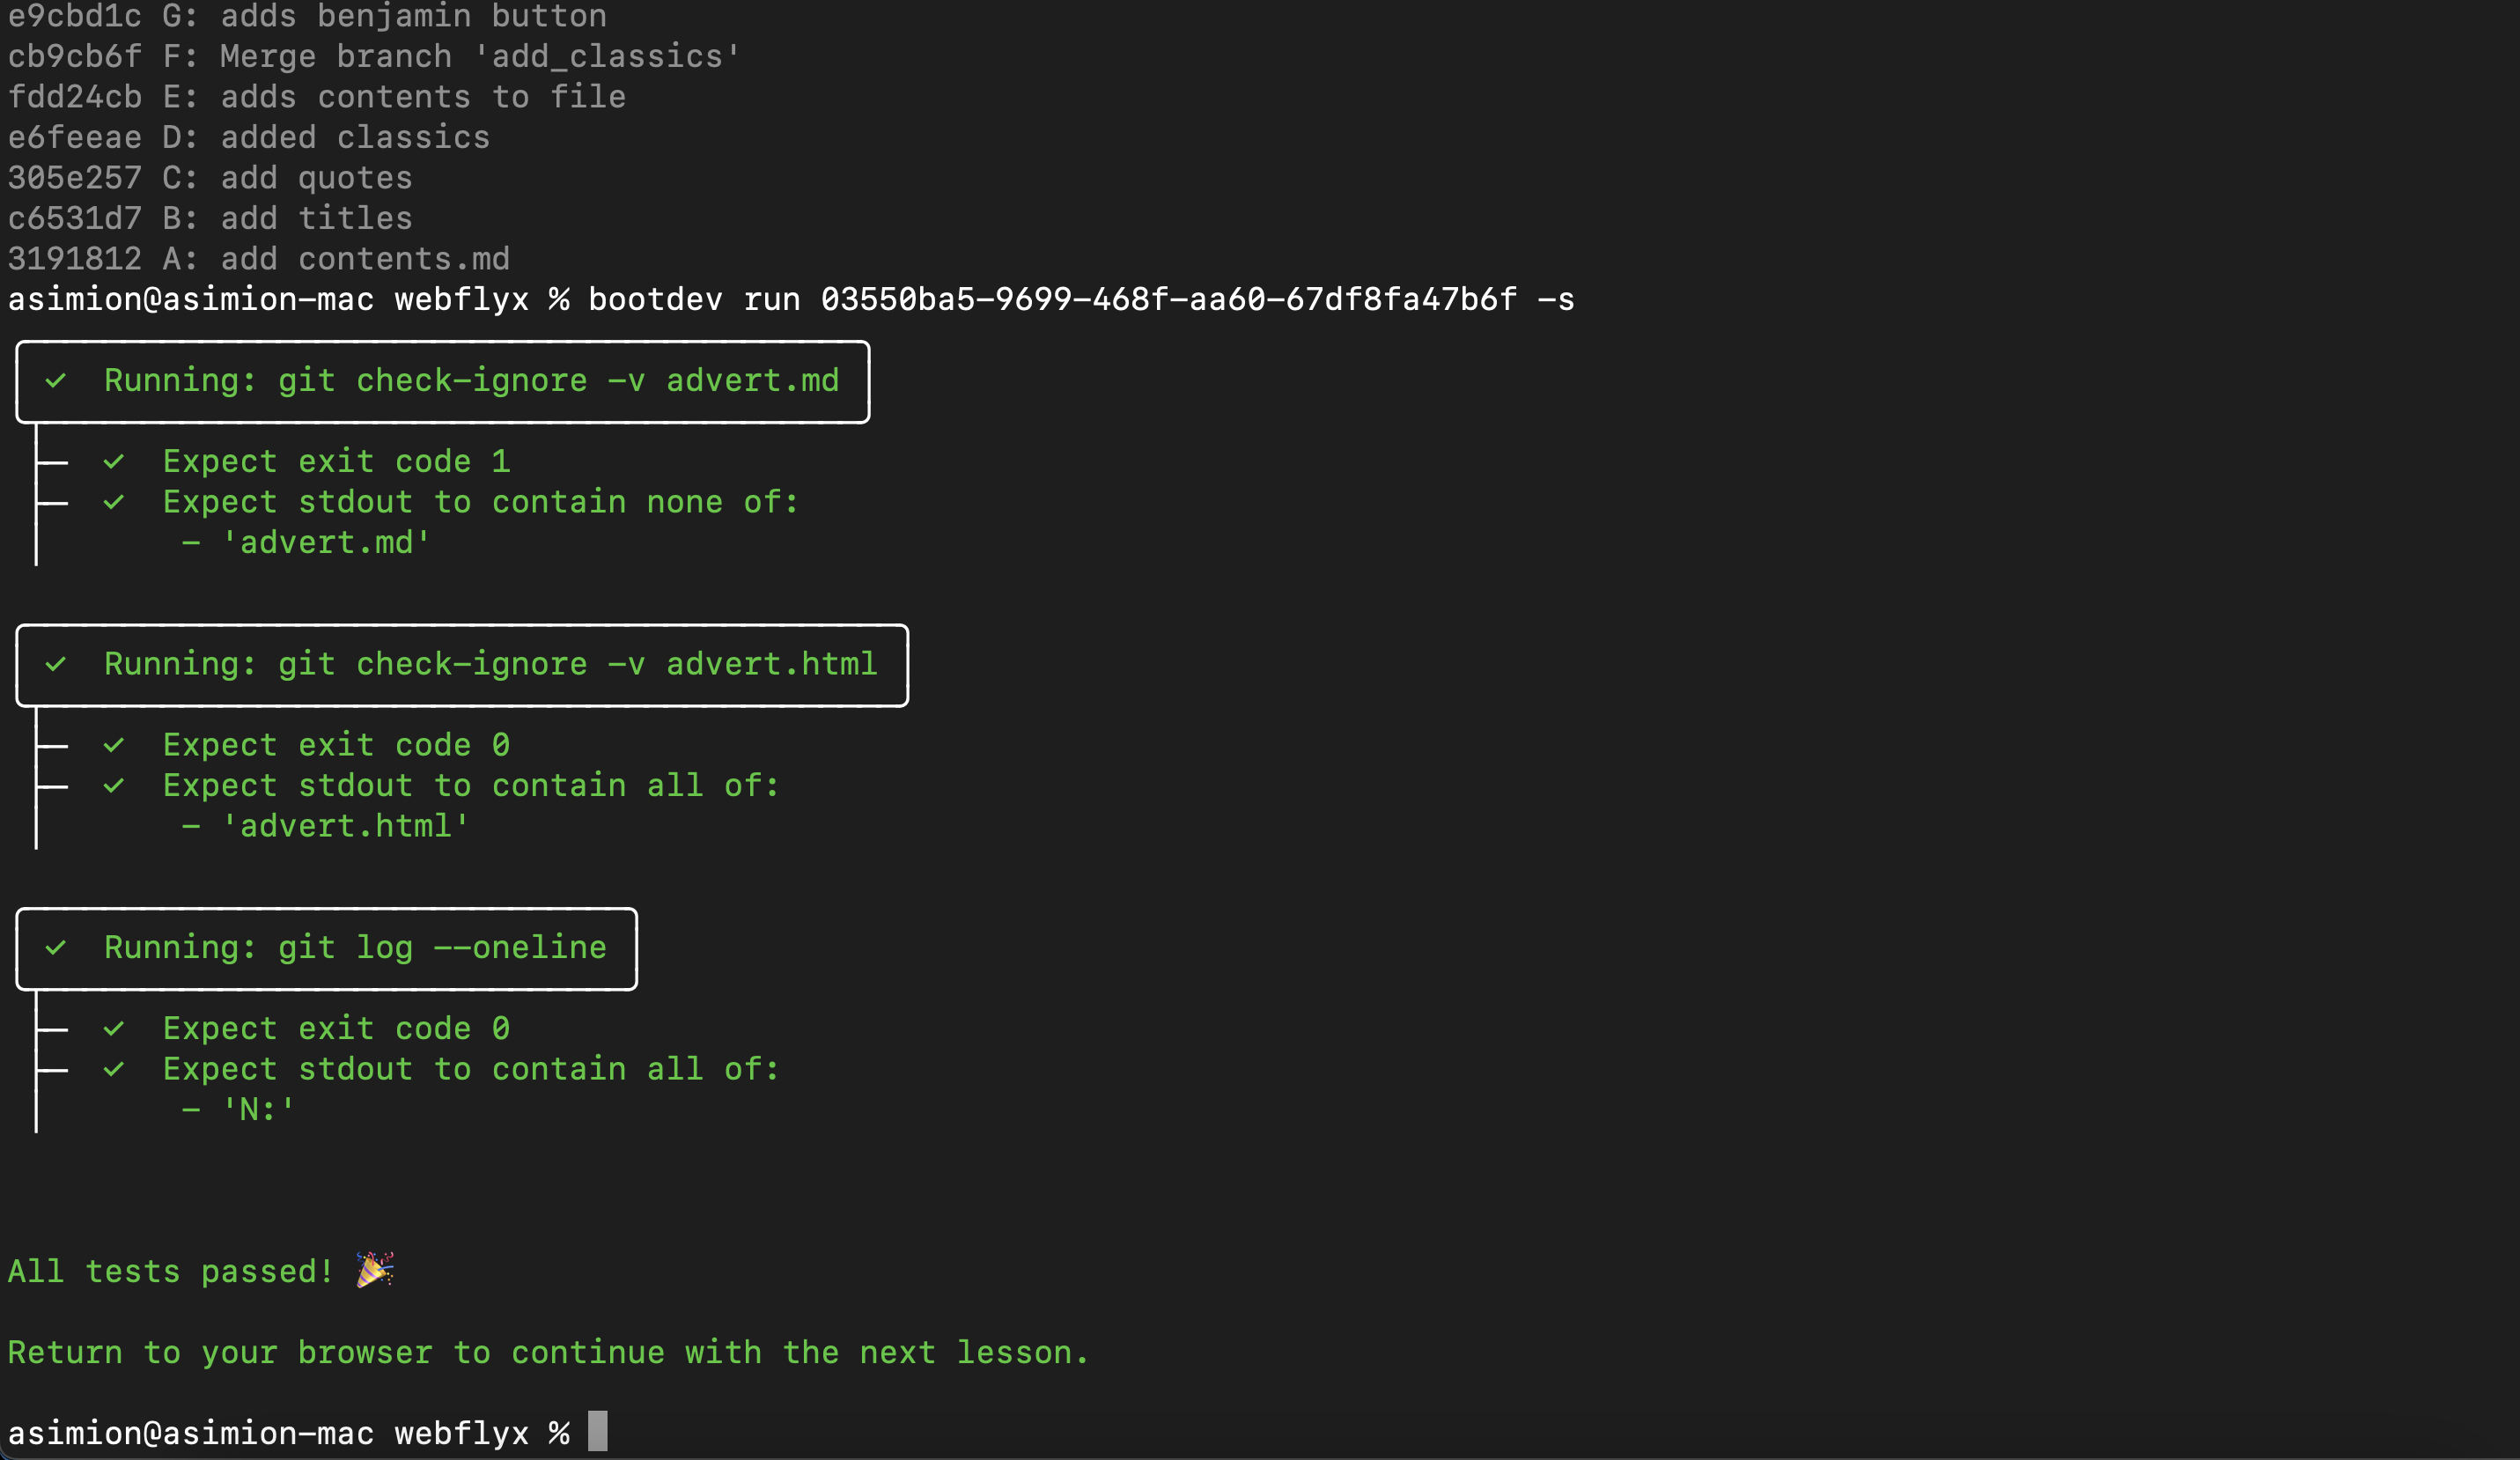 e9cbd1c G: adds benjamin button
cb9cb6f F: Merge branch 'add_classics'
fdd24cb E: adds contents to file
e6feeae D: added classics
305e257 C: add quotes
c6531d7 B: add titles
3191812 A: add contents.md
asimion@asimion-mac webflyx % bootdev run 03550ba5-9699-468f-aa60-67df8fa47b6f -s
✓  Running: git check-ignore -v advert.md
✓  Expect exit code 1
✓  Expect stdout to contain none of:
- 'advert.md'
✓  Running: git check-ignore -v advert.html
✓  Expect exit code 0
✓  Expect stdout to contain all of:
- 'advert.html'
✓  Running: git log --oneline
✓  Expect exit code 0
✓  Expect stdout to contain all of:
- 'N:'
All tests passed! 🎉
Return to your browser to continue with the next lesson.
asimion@asimion-mac webflyx %